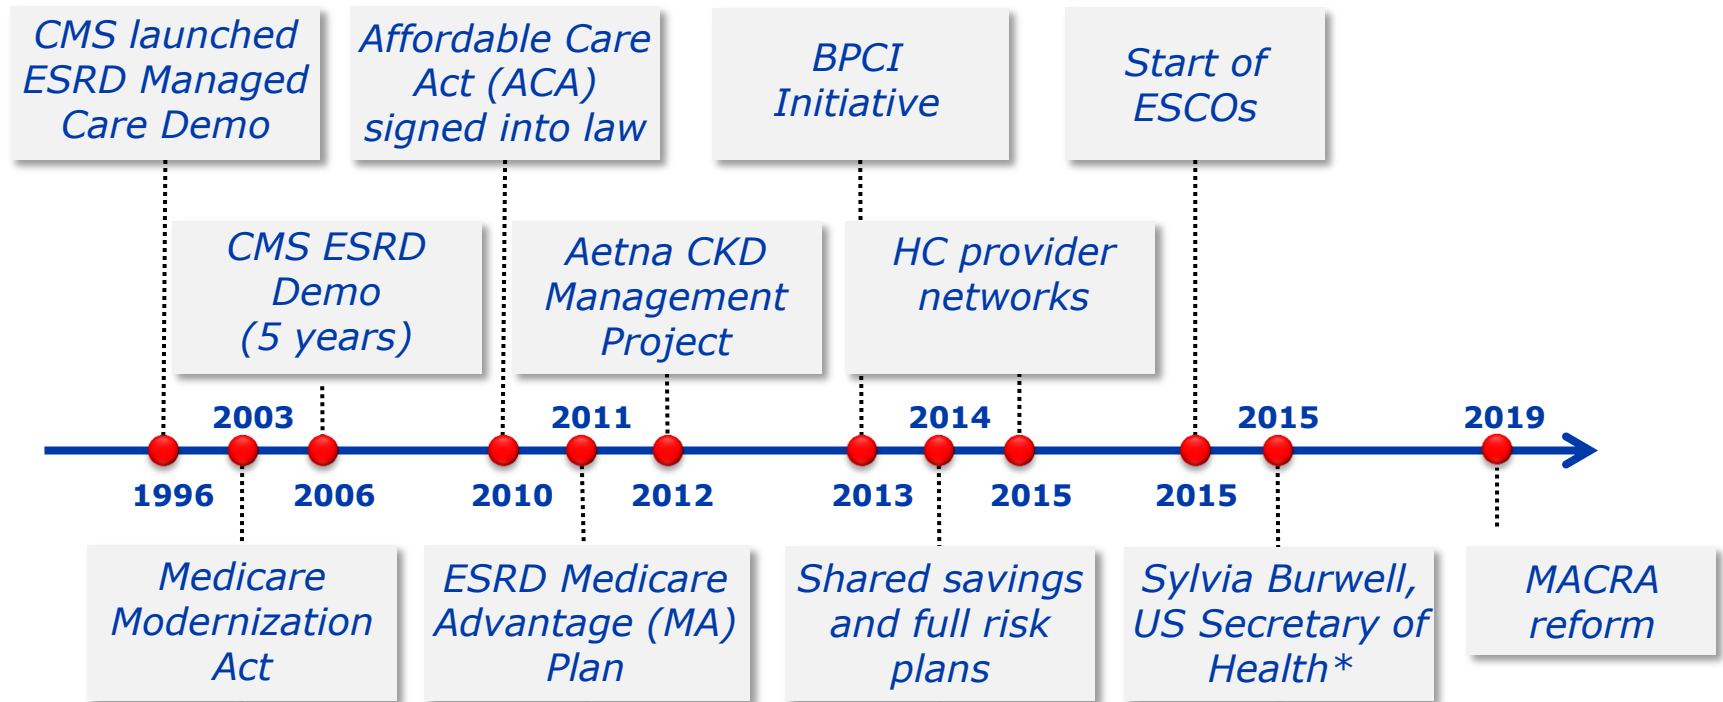 CMS launched
ESRD Managed
Care Demo
Affordable Care
Act (ACA)
signed into law
BPCI
Initiative
Start of
ESCOs
CMS ESRD
Demo
(5 years)
Aetna CKD
Management
Project
HC provider
networks
2003
2011
2014
2015
2019
1996
2006
2010
2012
2013
2015
2015
Medicare
Modernization
Act
ESRD Medicare
Advantage (MA)
Plan
Shared savings
and full risk
plans
Sylvia Burwell,
US Secretary of
Health*
MACRA
reform